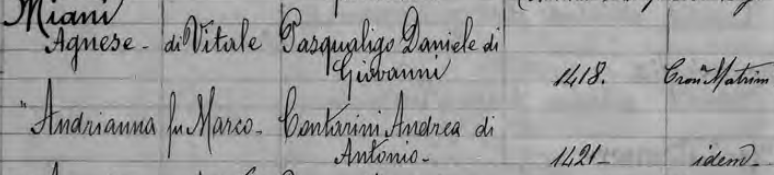 Miani
Agnese - di Vitale Pasqualigo Daniele di
Giovanni 1418. Cron.ª Matrim
" Andrianna fu Marco - Contarini Andrea di
Antonio - 1421 - idem -